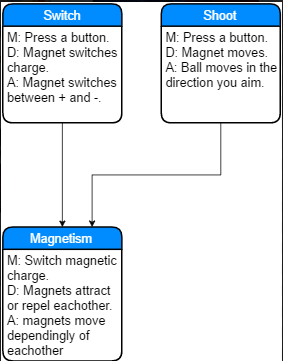 Switch
M: Press a button.
D: Magnet switches
charge.
A: Magnet switches
between + and -.
Shoot
M: Press a button.
D: Magnet moves.
A: Ball moves in the
direction you aim.
Magnetism
M: Switch magnetic
charge.
D: Magnets attract
or repel eachother.
A: magnets move
dependingly of
eachother